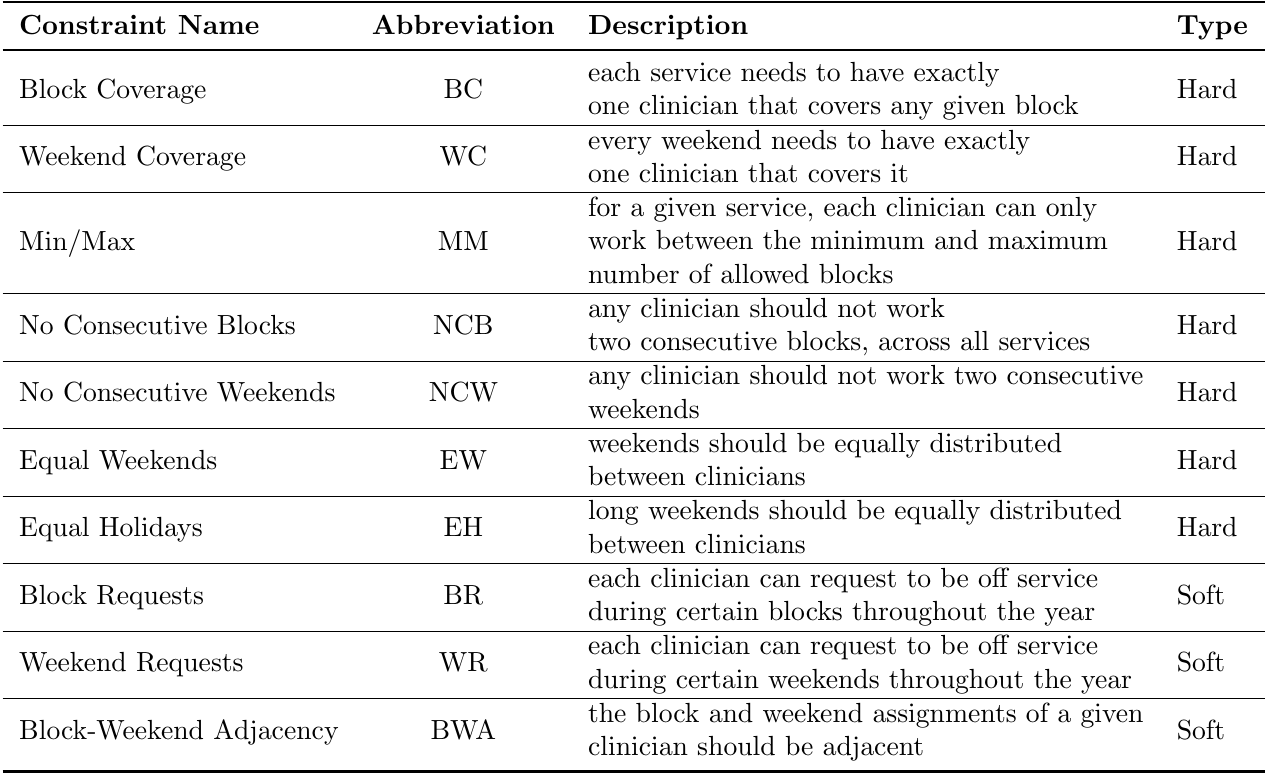 Constraint Name Abbreviation Description Type
Block Coverage BC each service needs to have exactly
one clinician that covers any given block Hard
Weekend Coverage WC every weekend needs to have exactly
one clinician that covers it Hard
Min/Max MM for a given service, each clinician can only
work between the minimum and maximum
number of allowed blocks Hard
No Consecutive Blocks NCB any clinician should not work
two consecutive blocks, across all services Hard
No Consecutive Weekends NCW any clinician should not work two consecutive
weekends Hard
Equal Weekends EW weekends should be equally distributed
between clinicians Hard
Equal Holidays EH long weekends should be equally distributed
between clinicians Hard
Block Requests BR each clinician can request to be off service
during certain blocks throughout the year Soft
Weekend Requests WR each clinician can request to be off service
during certain weekends throughout the year Soft
Block-Weekend Adjacency BWA the block and weekend assignments of a given
clinician should be adjacent Soft